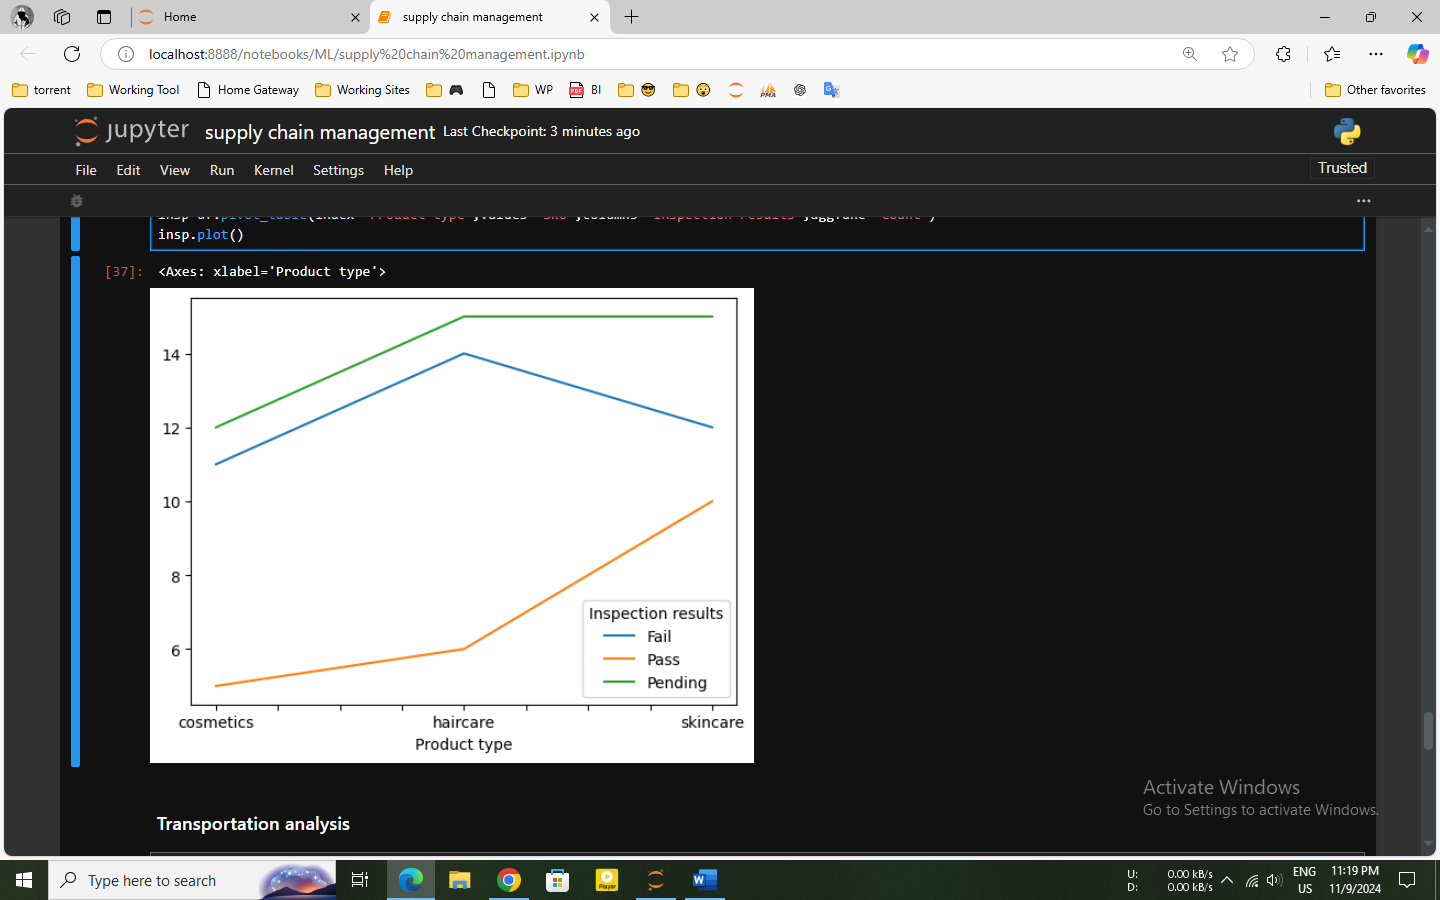 Home
supply chain management
localhost:8888/notebooks/ML/supply%20chain%20management.ipynb
torrent
Working Tool
Home Gateway
Working Sites
WP
PDF
BI
PMA
Other favorites
jupyter
supply chain management
Last Checkpoint: 3 minutes ago
File Edit View Run Kernel Settings Help
Trusted
insp.plot()
[37]:
<Axes: xlabel='Product type'>
14
12
10
8
6
Inspection results
Fail
Pass
Pending
cosmetics
haircare
skincare
Product type
Transportation analysis
Activate Windows
Go to Settings to activate Windows.
Type here to search
Player
W
U: 0.00 kB/s
D: 0.00 kB/s
ENG
US
11:19 PM
11/9/2024